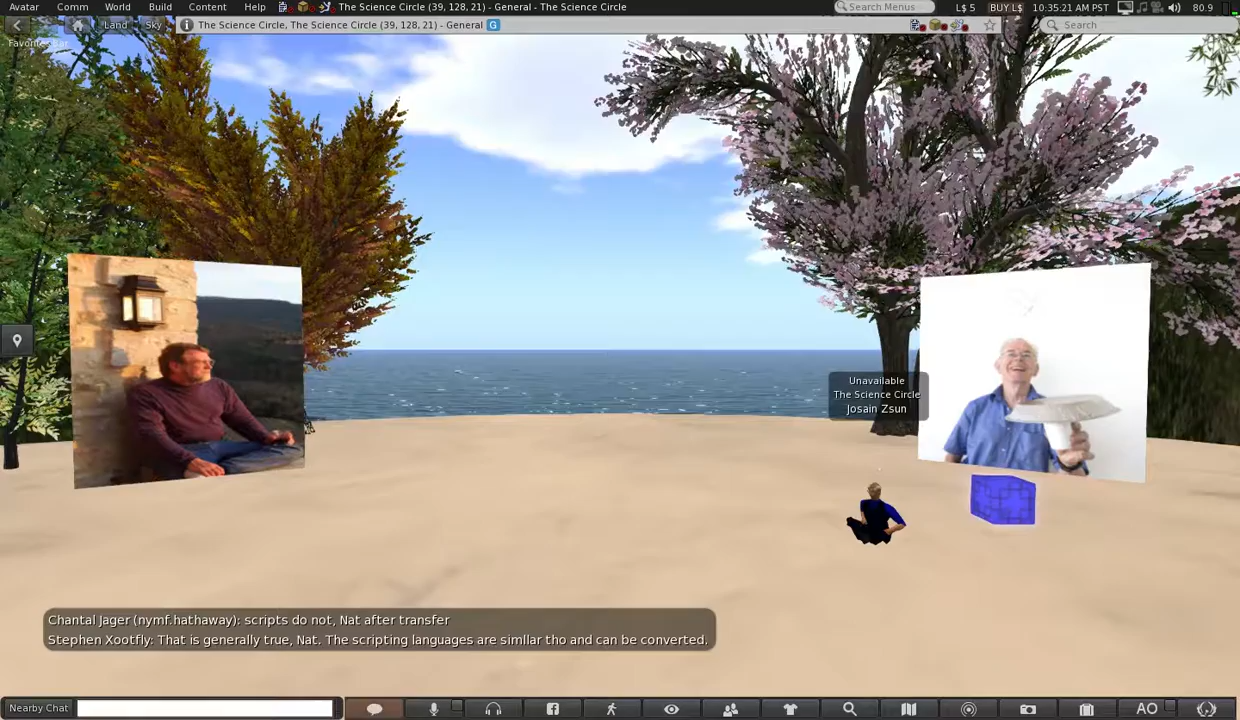 Avatar Comm World Build Content Help The Science Circle (39, 128, 21) - General - The Science Circle Search Menus L$ 5 BUY L$ 10:35:21 AM PST 80.9
Land Sky The Science Circle, The Science Circle (39, 128, 21) - General G Search
Favorites Bar
Unavailable
The Science Circle
Josain Zsun
Chantal Jager (nymf.hathaway): scripts do not, Nat after transfer
Stephen Xootfly: That is generally true, Nat. The scripting languages are simllar tho and can be converted.
Nearby Chat AO